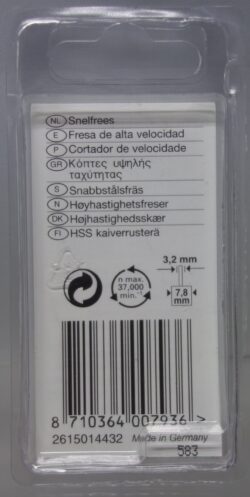 NL Snelfrees
E Fresa de alta velocidad
P Cortador de velocidade
GR Κόπτες υψηλής
ταχύτητας
S Snabbstålsfräs
N Høyhastighetsfreser
DK Højhastighedsskær
FI HSS kaiverrusterä
3,2 mm
n max.
37,000
min.⁻¹
7,8
mm
8 710364 007936 >
2615014432 Made in Germany
583